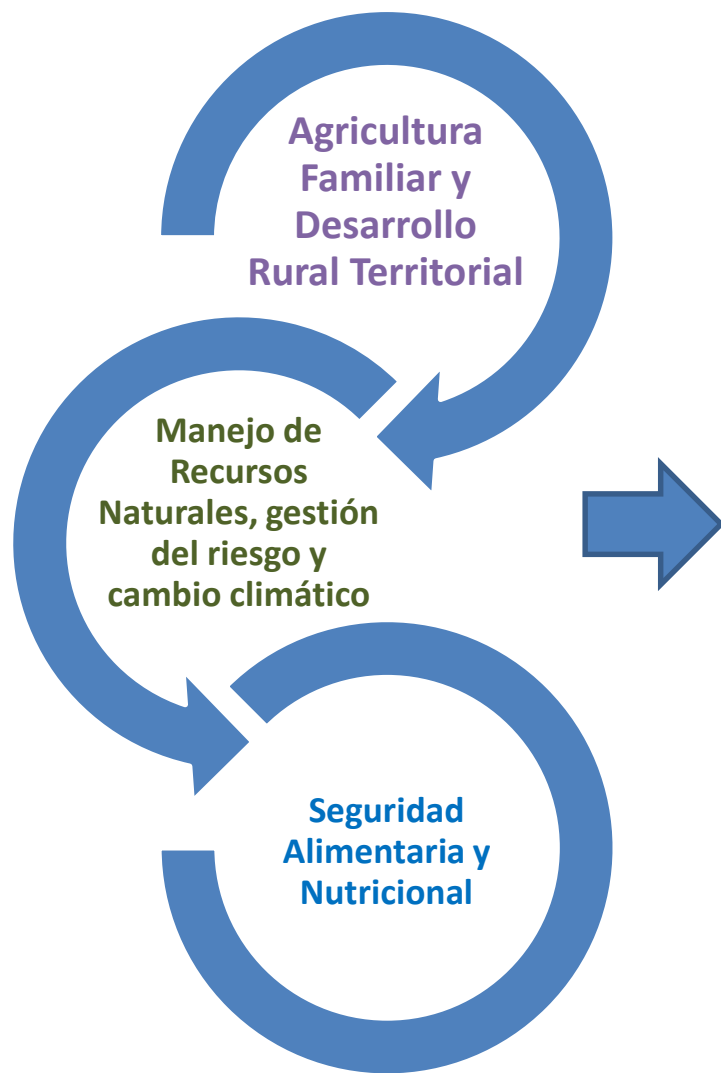 Agricultura
Familiar y
Desarrollo
Rural Territorial
Manejo de
Recursos
Naturales, gestión
del riesgo y
cambio climático
Seguridad
Alimentaria y
Nutricional